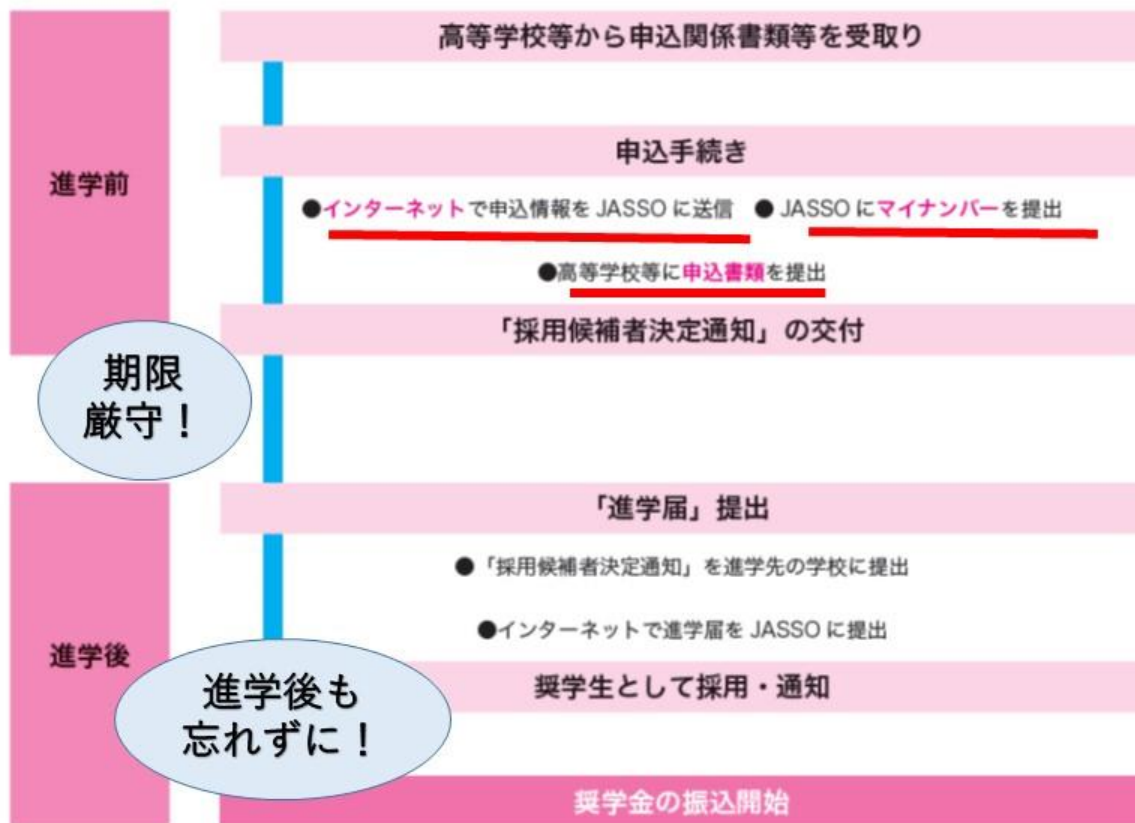 高等学校等から申込関係書類等を受取り
進学前
申込手続き
●インターネットで申込情報を JASSO に送信 ● JASSO にマイナンバーを提出
●高等学校等に申込書類を提出
「採用候補者決定通知」の交付
期限
厳守！
「進学届」提出
●「採用候補者決定通知」を進学先の学校に提出
●インターネットで進学届を JASSO に提出
進学後
奨学生として採用・通知
進学後も
忘れずに！
奨学金の振込開始